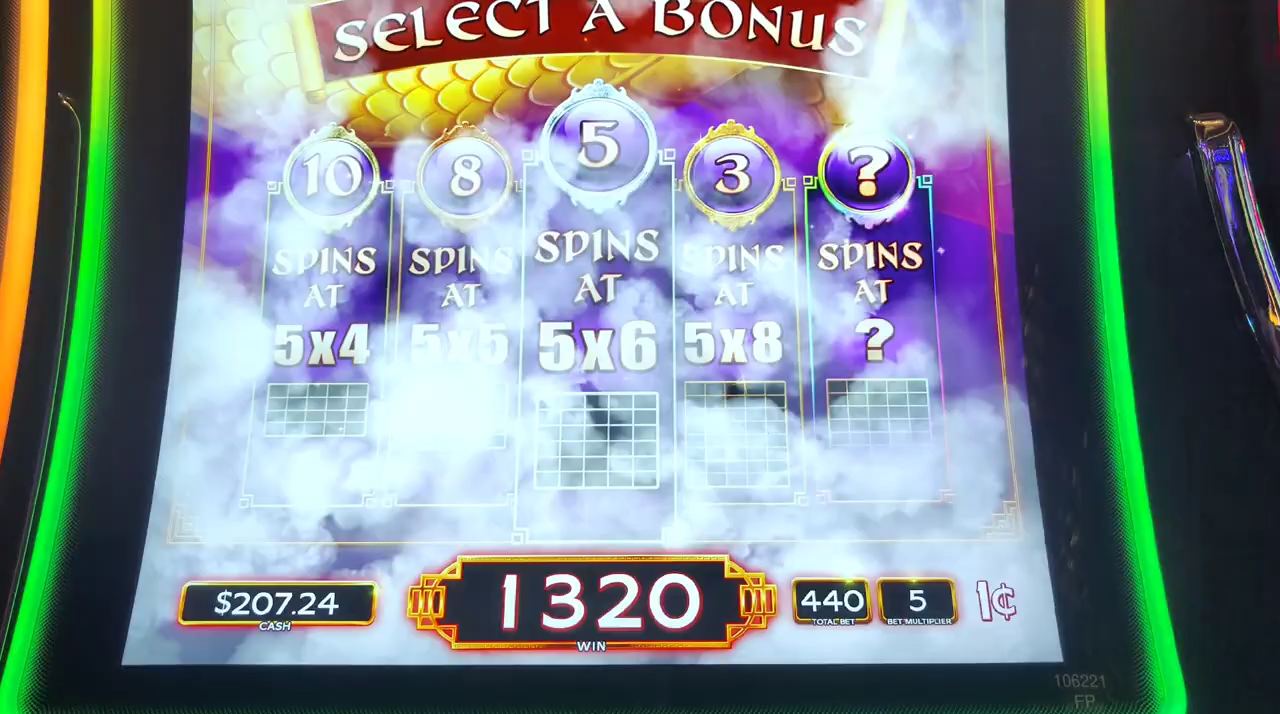 SELECT A BONUS
10
SPINS
AT
5x4
8
SPINS
AT
5x5
5
SPINS
AT
5x6
3
SPINS
AT
5x8
?
SPINS
AT
?
$207.24
CASH
1320
WIN
440
TOTAL BET
5
BET MULTIPLIER
1¢
106221
FP